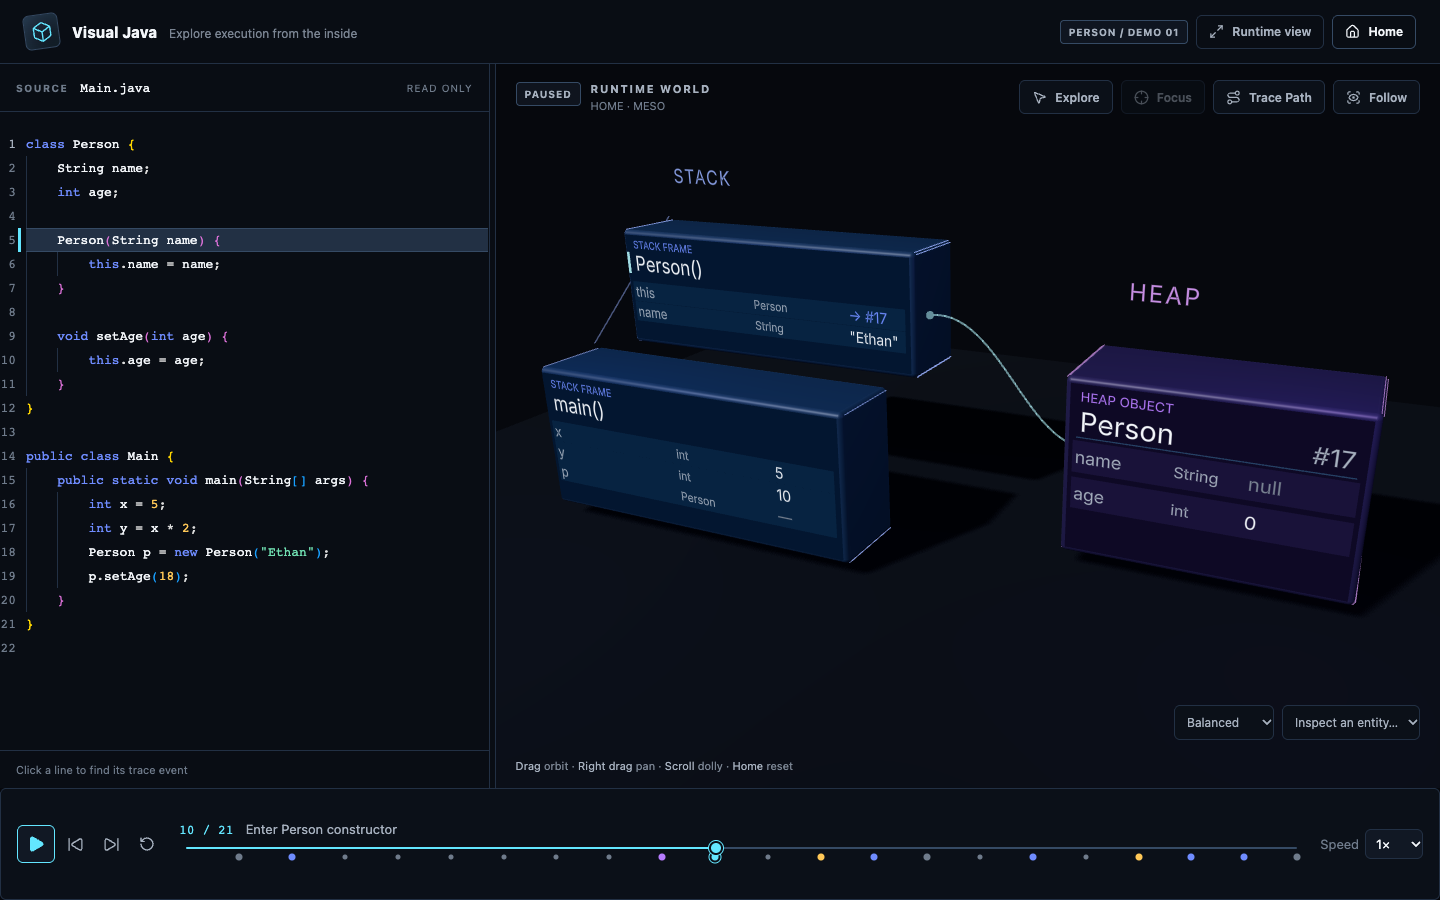 Visual Java Explore execution from the inside
PERSON / DEMO 01
Runtime view
Home
SOURCE Main.java READ ONLY
1 class Person {
2 String name;
3 int age;
4
5 Person(String name) {
6 this.name = name;
7 }
8
9 void setAge(int age) {
10 this.age = age;
11 }
12 }
13
14 public class Main {
15 public static void main(String[] args) {
16 int x = 5;
17 int y = x * 2;
18 Person p = new Person("Ethan");
19 p.setAge(18);
20 }
21 }
22
Click a line to find its trace event
PAUSED
RUNTIME WORLD
HOME · MESO
Explore
Focus
Trace Path
Follow
STACK
STACK FRAME
Person()
this Person → #17
name String "Ethan"
STACK FRAME
main()
x int 5
y int 10
p Person —
HEAP
HEAP OBJECT
Person
#17
name String null
age int 0
Balanced
Inspect an entity...
Drag orbit · Right drag pan · Scroll dolly · Home reset
10 / 21 Enter Person constructor
Speed 1×